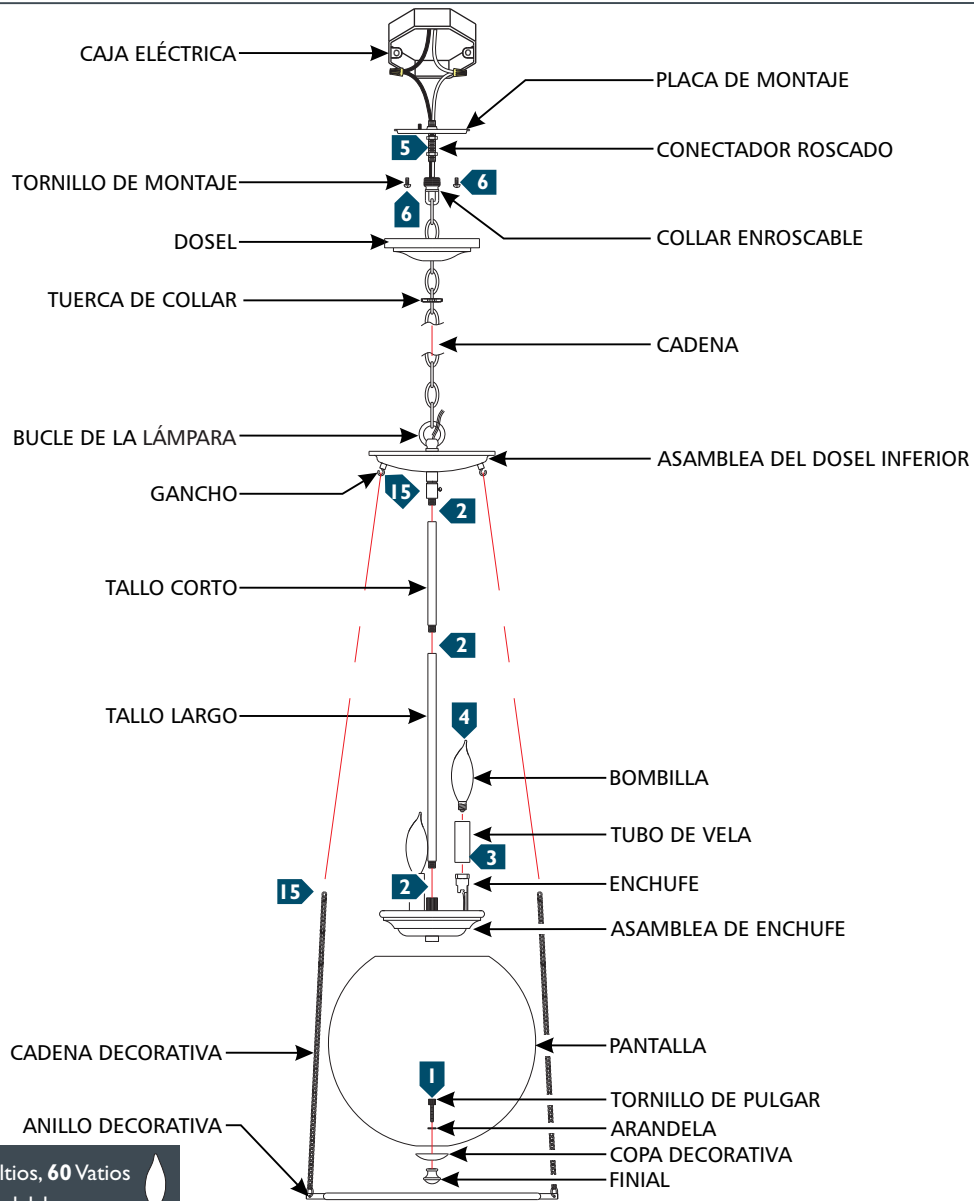 CAJA ELÉCTRICA
PLACA DE MONTAJE
5
CONECTADOR ROSCADO
TORNILLO DE MONTAJE
6
6
COLLAR ENROSCABLE
DOSEL
TUERCA DE COLLAR
CADENA
BUCLE DE LA LÁMPARA
ASAMBLEA DEL DOSEL INFERIOR
GANCHO
15
2
TALLO CORTO
2
TALLO LARGO
4
BOMBILLA
TUBO DE VELA
3
15
2
ENCHUFE
ASAMBLEA DE ENCHUFE
CADENA DECORATIVA
PANTALLA
1
TORNILLO DE PULGAR
ANILLO DECORATIVA
ARANDELA
COPA DECORATIVA
FINIAL
ltios, 60 Vatios